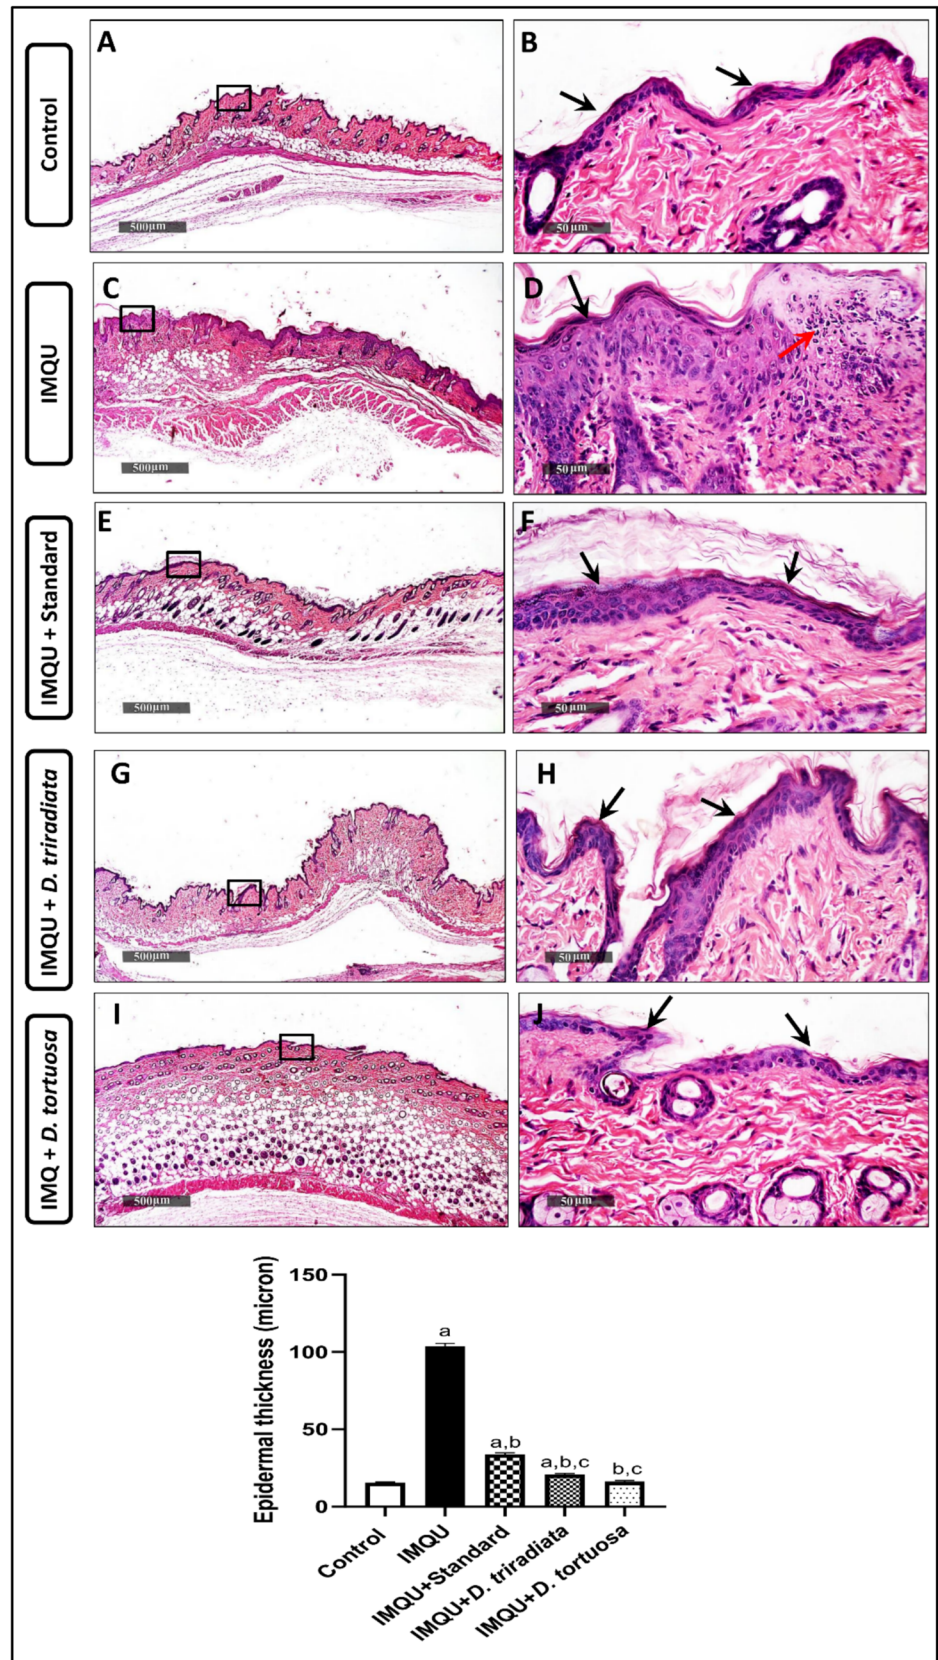 Control
A
500µm
B
50 µm
IMQU
C
500µm
D
50 µm
IMQU + Standard
E
500µm
F
50 µm
IMQU + D. triradiata
G
500µm
H
50 µm
IMQ + D. tortuosa
I
500µm
J
50 µm
Epidermal thickness (micron)
150
100
50
0
a
a,b
a,b,c
b,c
Control
IMQU
IMQU+Standard
IMQU+D. triradiata
IMQU+D. tortuosa